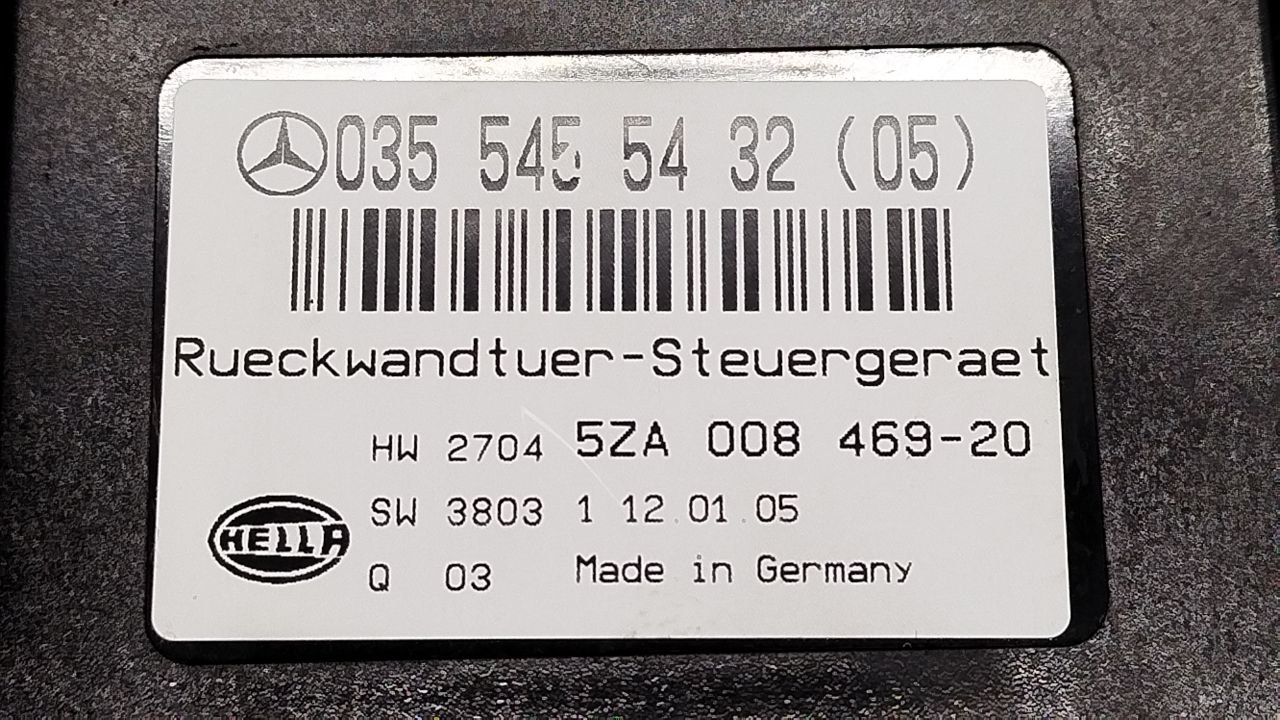 035 545 54 32 (05)
Rueckwandtuer-Steuergeraet
HW 2704 5ZA 008 469-20
SW 3803 1 12.01.05
HELLA
Q 03 Made in Germany